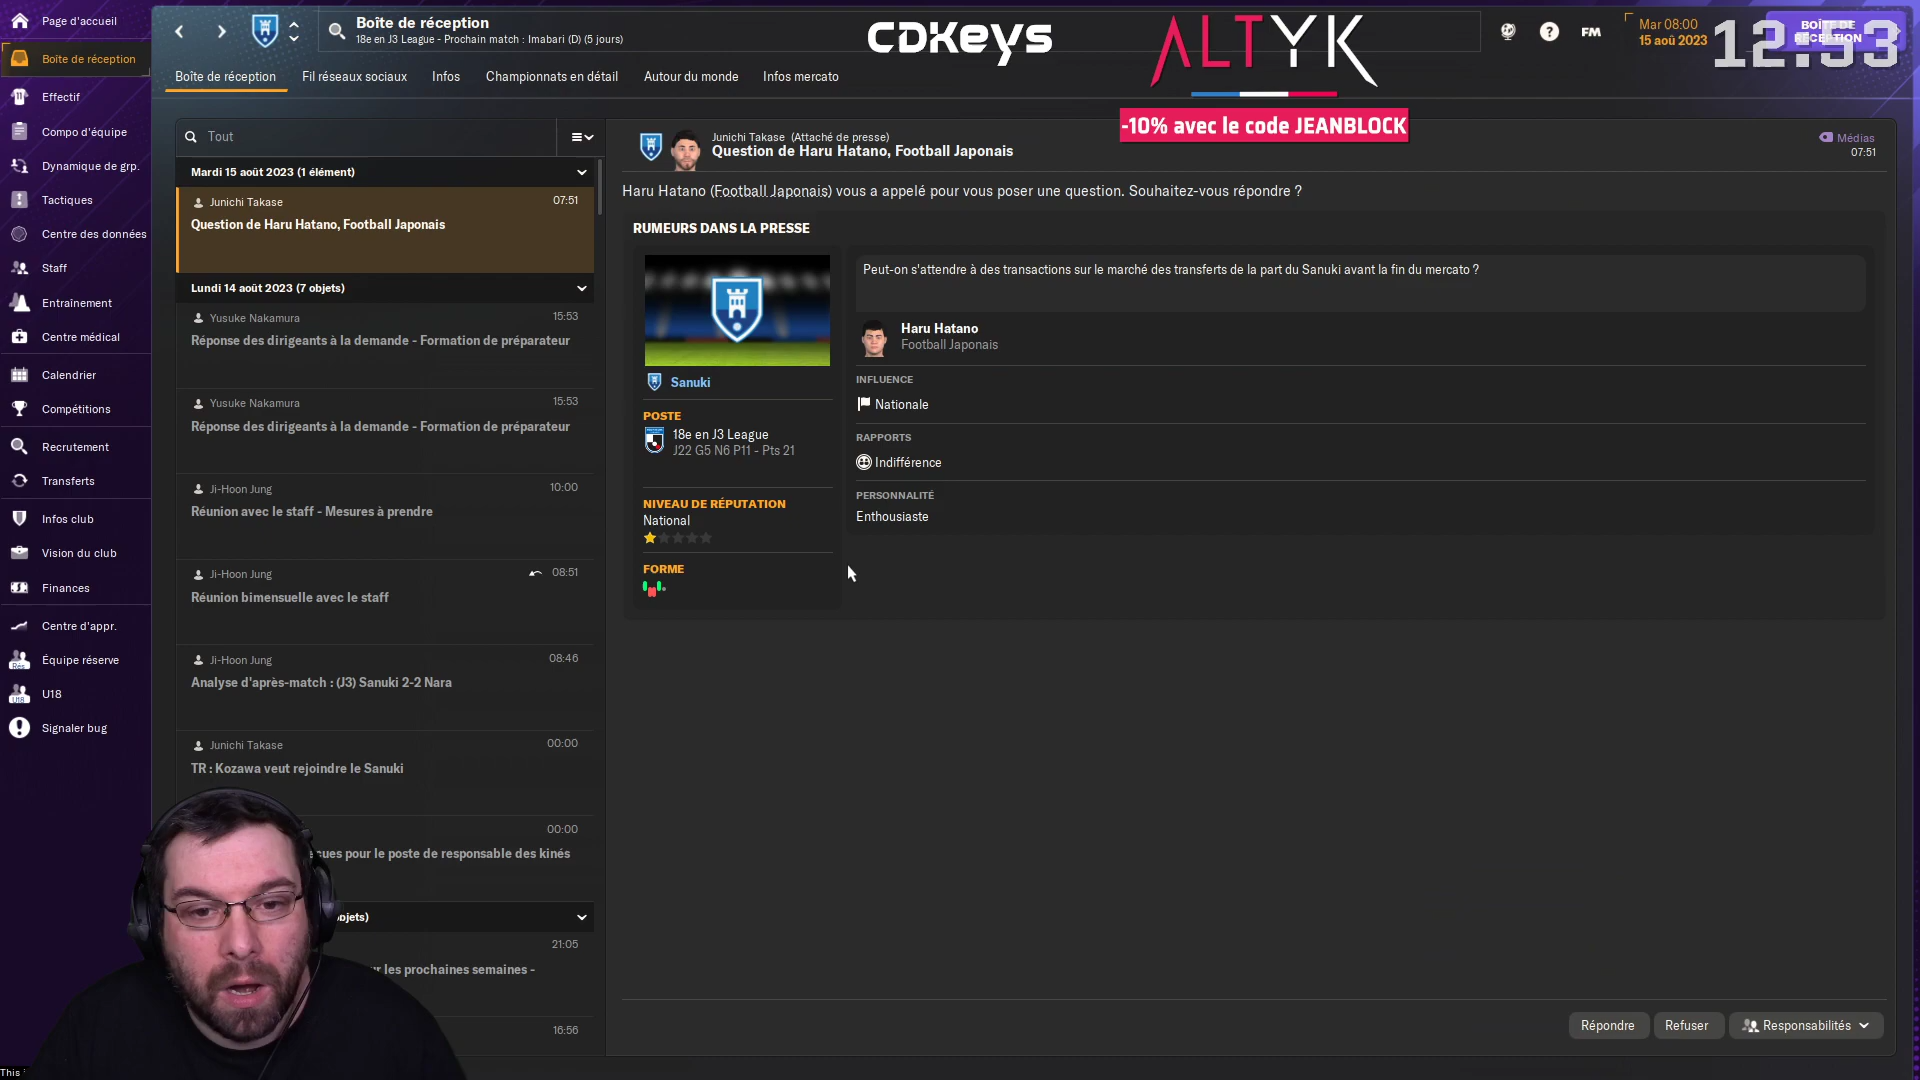 Page d'accueil
Boîte de réception
Effectif
Compo d'équipe
Dynamique de grp.
Tactiques
Centre des données
Staff
Entraînement
Centre médical
Calendrier
Compétitions
Recrutement
Transferts
Infos club
Vision du club
Finances
Centre d'appr.
Équipe réserve
U18
Signaler bug
This
Boîte de réception
18e en J3 League - Prochain match : Imabari (D) (5 jours)
CDKeys
ALTYK
-10% avec le code JEANBLOCK
FM
Mar 08:00
15 aoû 2023
BOÎTE DE
RÉCEPTION
12:53
Boîte de réception
Fil réseaux sociaux
Infos
Championnats en détail
Autour du monde
Infos mercato
Tout
Mardi 15 août 2023 (1 élément)
Junichi Takase
07:51
Question de Haru Hatano, Football Japonais
Lundi 14 août 2023 (7 objets)
Yusuke Nakamura
15:53
Réponse des dirigeants à la demande - Formation de préparateur
Yusuke Nakamura
15:53
Réponse des dirigeants à la demande - Formation de préparateur
Ji-Hoon Jung
10:00
Réunion avec le staff - Mesures à prendre
Ji-Hoon Jung
08:51
Réunion bimensuelle avec le staff
Ji-Hoon Jung
08:46
Analyse d'après-match : (J3) Sanuki 2-2 Nara
Junichi Takase
00:00
TR : Kozawa veut rejoindre le Sanuki
00:00
pour le poste de responsable des kinés
21:05
les prochaines semaines -
16:56
Junichi Takase (Attaché de presse)
Question de Haru Hatano, Football Japonais
Médias
07:51
Haru Hatano (Football Japonais) vous a appelé pour vous poser une question. Souhaitez-vous répondre ?
RUMEURS DANS LA PRESSE
Sanuki
POSTE
18e en J3 League
J22 G5 N6 P11 - Pts 21
NIVEAU DE RÉPUTATION
National
FORME
Peut-on s'attendre à des transactions sur le marché des transferts de la part du Sanuki avant la fin du mercato ?
Haru Hatano
Football Japonais
INFLUENCE
Nationale
RAPPORTS
Indifférence
PERSONNALITÉ
Enthousiaste
Répondre
Refuser
Responsabilités